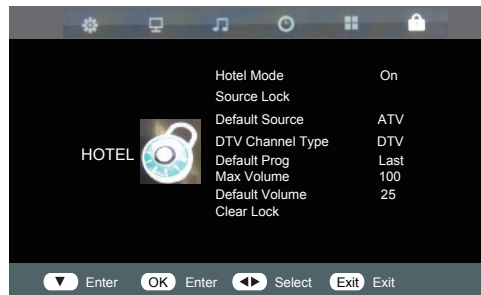 Hotel Mode On
Source Lock
Default Source ATV
DTV Channel Type DTV
HOTEL
Default Prog Last
Max Volume 100
Default Volume 25
Clear Lock
Enter OK Enter Select Exit Exit